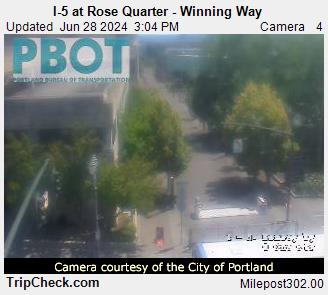 I-5 at Rose Quarter - Winning Way
Updated Jun 28 2024 3:04 PM Camera 4
PBOT
PORTLAND BUREAU OF TRANSPORTATION
Camera courtesy of the City of Portland
TripCheck.com Milepost302.00